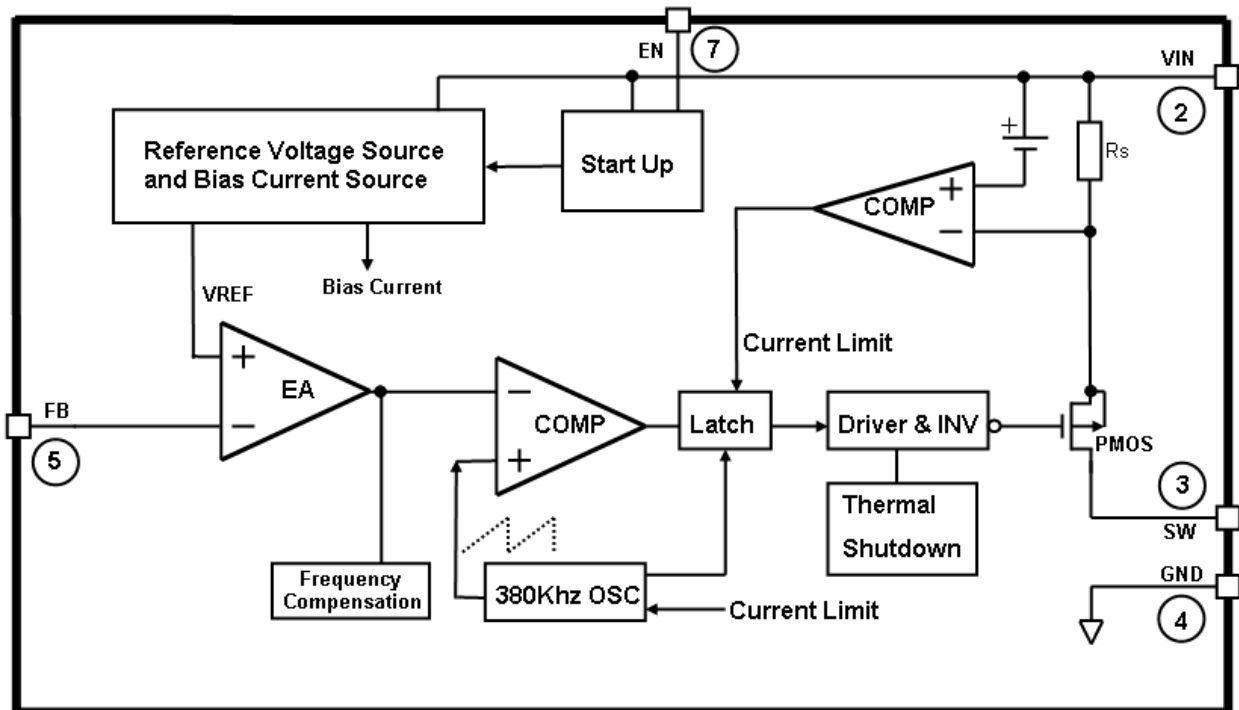 EN
7
VIN
2
Reference Voltage Source
and Bias Current Source
Start Up
+
Rs
+
COMP
−
VREF
Bias Current
Current Limit
+
EA
−
FB
5
−
COMP
+
Latch
Driver & INV
PMOS
3
SW
Thermal
Shutdown
Frequency
Compensation
380Khz OSC
Current Limit
GND
4